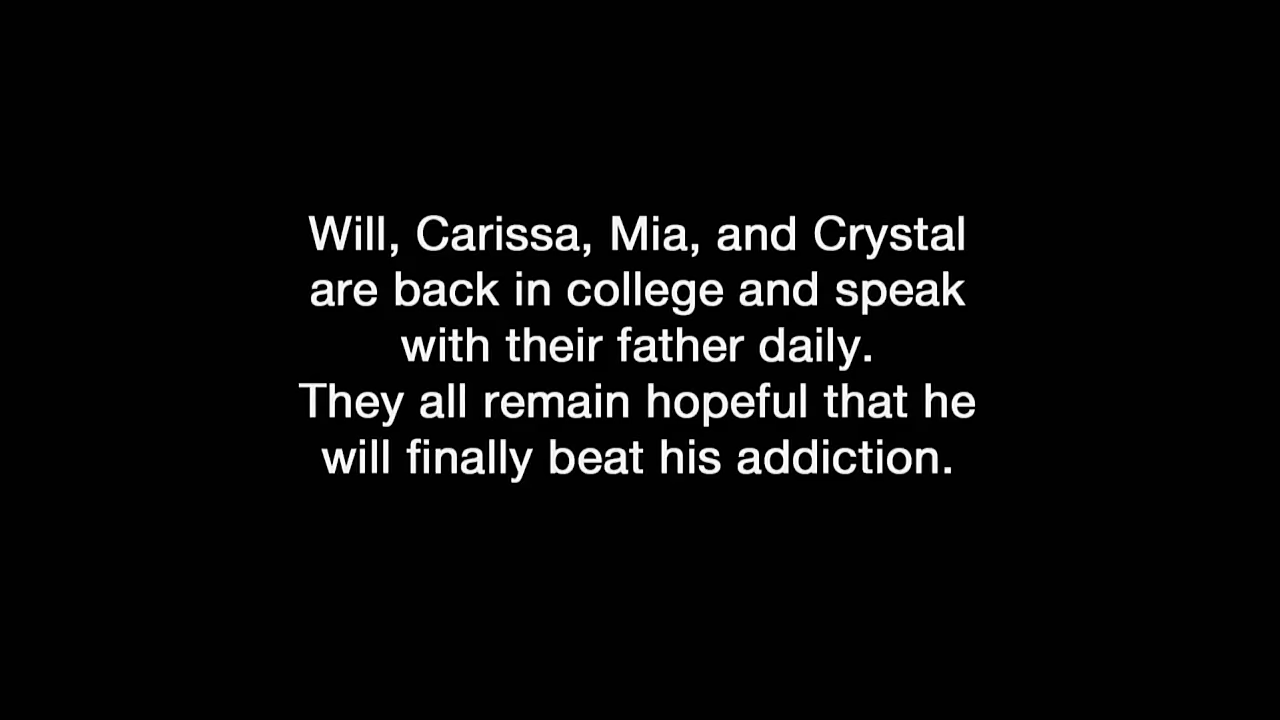 Will, Carissa, Mia, and Crystal
are back in college and speak
with their father daily.
They all remain hopeful that he
will finally beat his addiction.